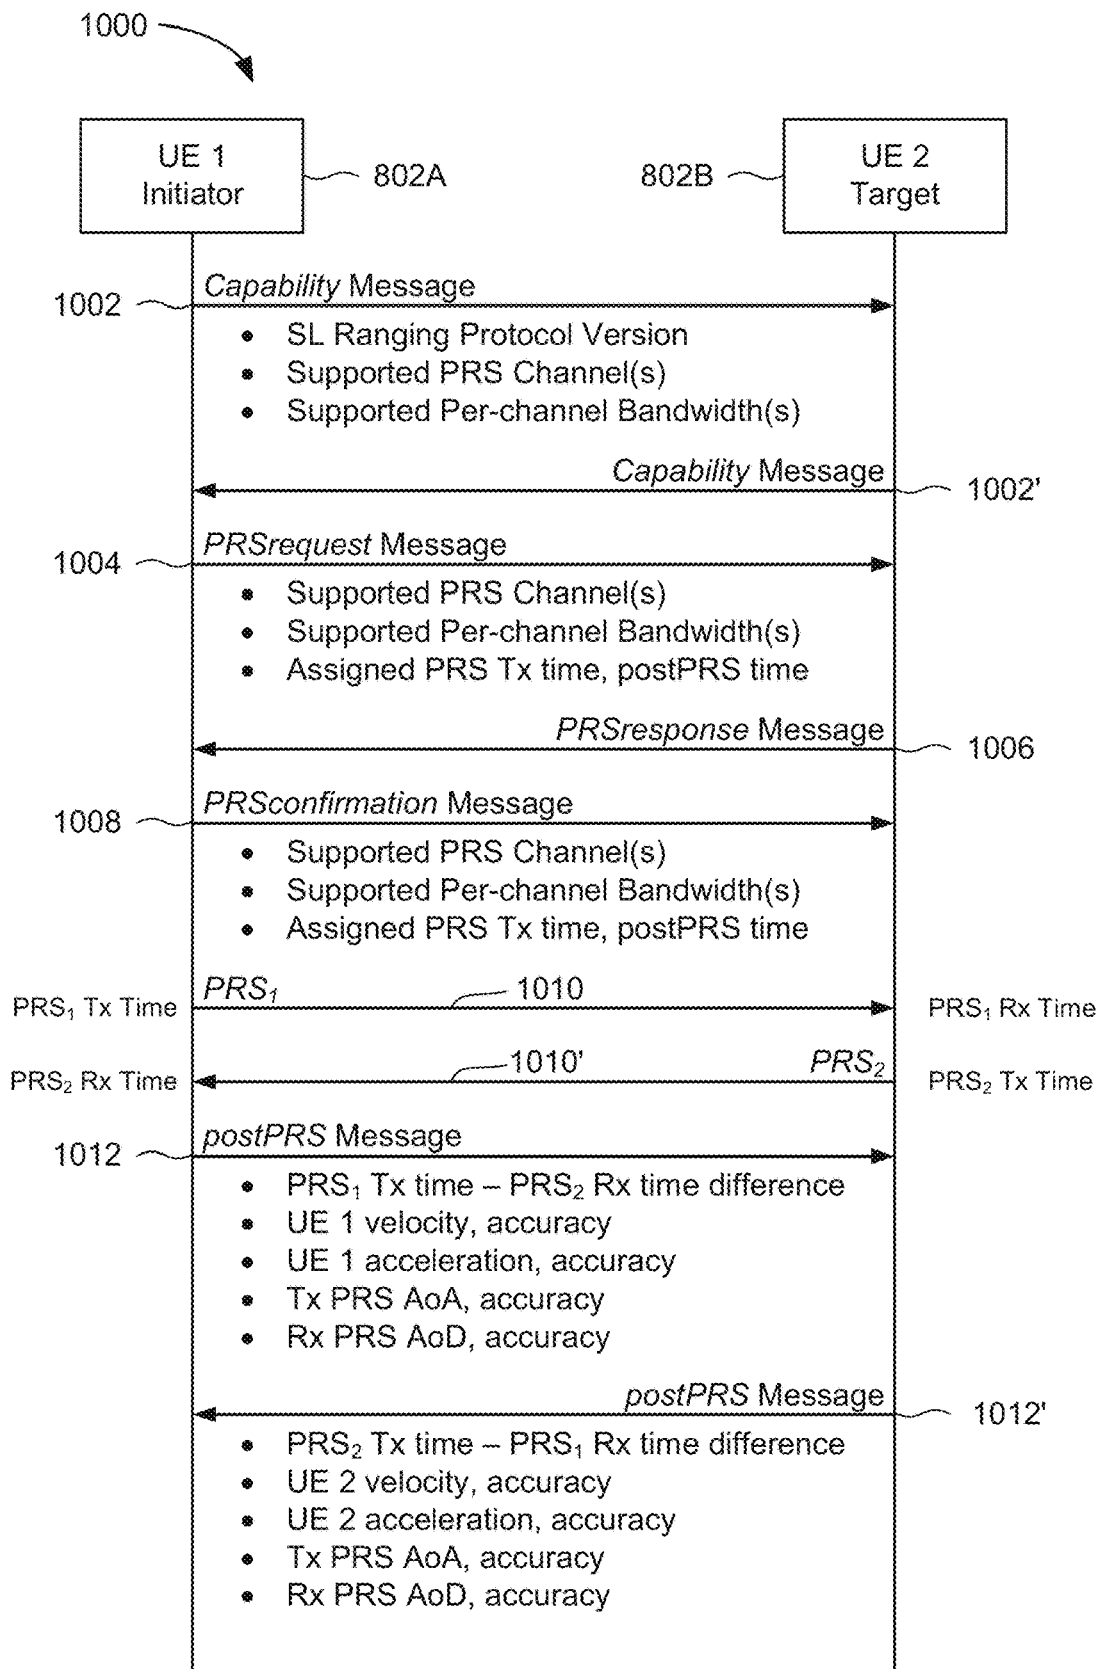 1000
UE 1
Initiator
802A
802B
UE 2
Target
Capability Message
1002
• SL Ranging Protocol Version
• Supported PRS Channel(s)
• Supported Per-channel Bandwidth(s)
Capability Message
1002'
PRSrequest Message
1004
• Supported PRS Channel(s)
• Supported Per-channel Bandwidth(s)
• Assigned PRS Tx time, postPRS time
PRSresponse Message
1006
PRSconfirmation Message
1008
• Supported PRS Channel(s)
• Supported Per-channel Bandwidth(s)
• Assigned PRS Tx time, postPRS time
PRS₁
1010
PRS₁ Tx Time
PRS₁ Rx Time
1010'
PRS₂
PRS₂ Rx Time
PRS₂ Tx Time
postPRS Message
1012
• PRS₁ Tx time – PRS₂ Rx time difference
• UE 1 velocity, accuracy
• UE 1 acceleration, accuracy
• Tx PRS AoA, accuracy
• Rx PRS AoD, accuracy
postPRS Message
1012'
• PRS₂ Tx time – PRS₁ Rx time difference
• UE 2 velocity, accuracy
• UE 2 acceleration, accuracy
• Tx PRS AoA, accuracy
• Rx PRS AoD, accuracy